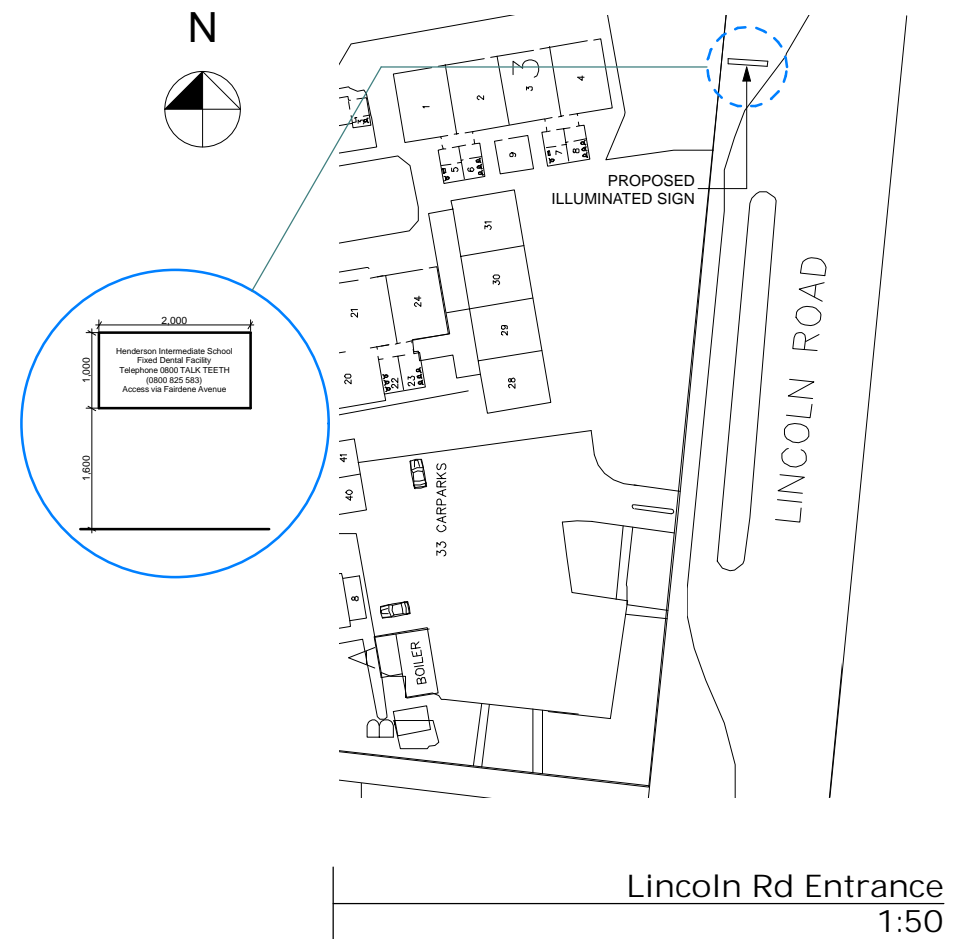 N
1
2
3
3
4
5
6
9
7
8
PROPOSED
ILLUMINATED SIGN
31
30
29
28
21
24
20
22
23
2,000
1,000
1,600
Henderson Intermediate School
Fixed Dental Facility
Telephone 0800 TALK TEETH
(0800 825 583)
Access via Fairdene Avenue
LINCOLN ROAD
41
40
33 CARPARKS
8
A
BOILER
B
Lincoln Rd Entrance
1:50